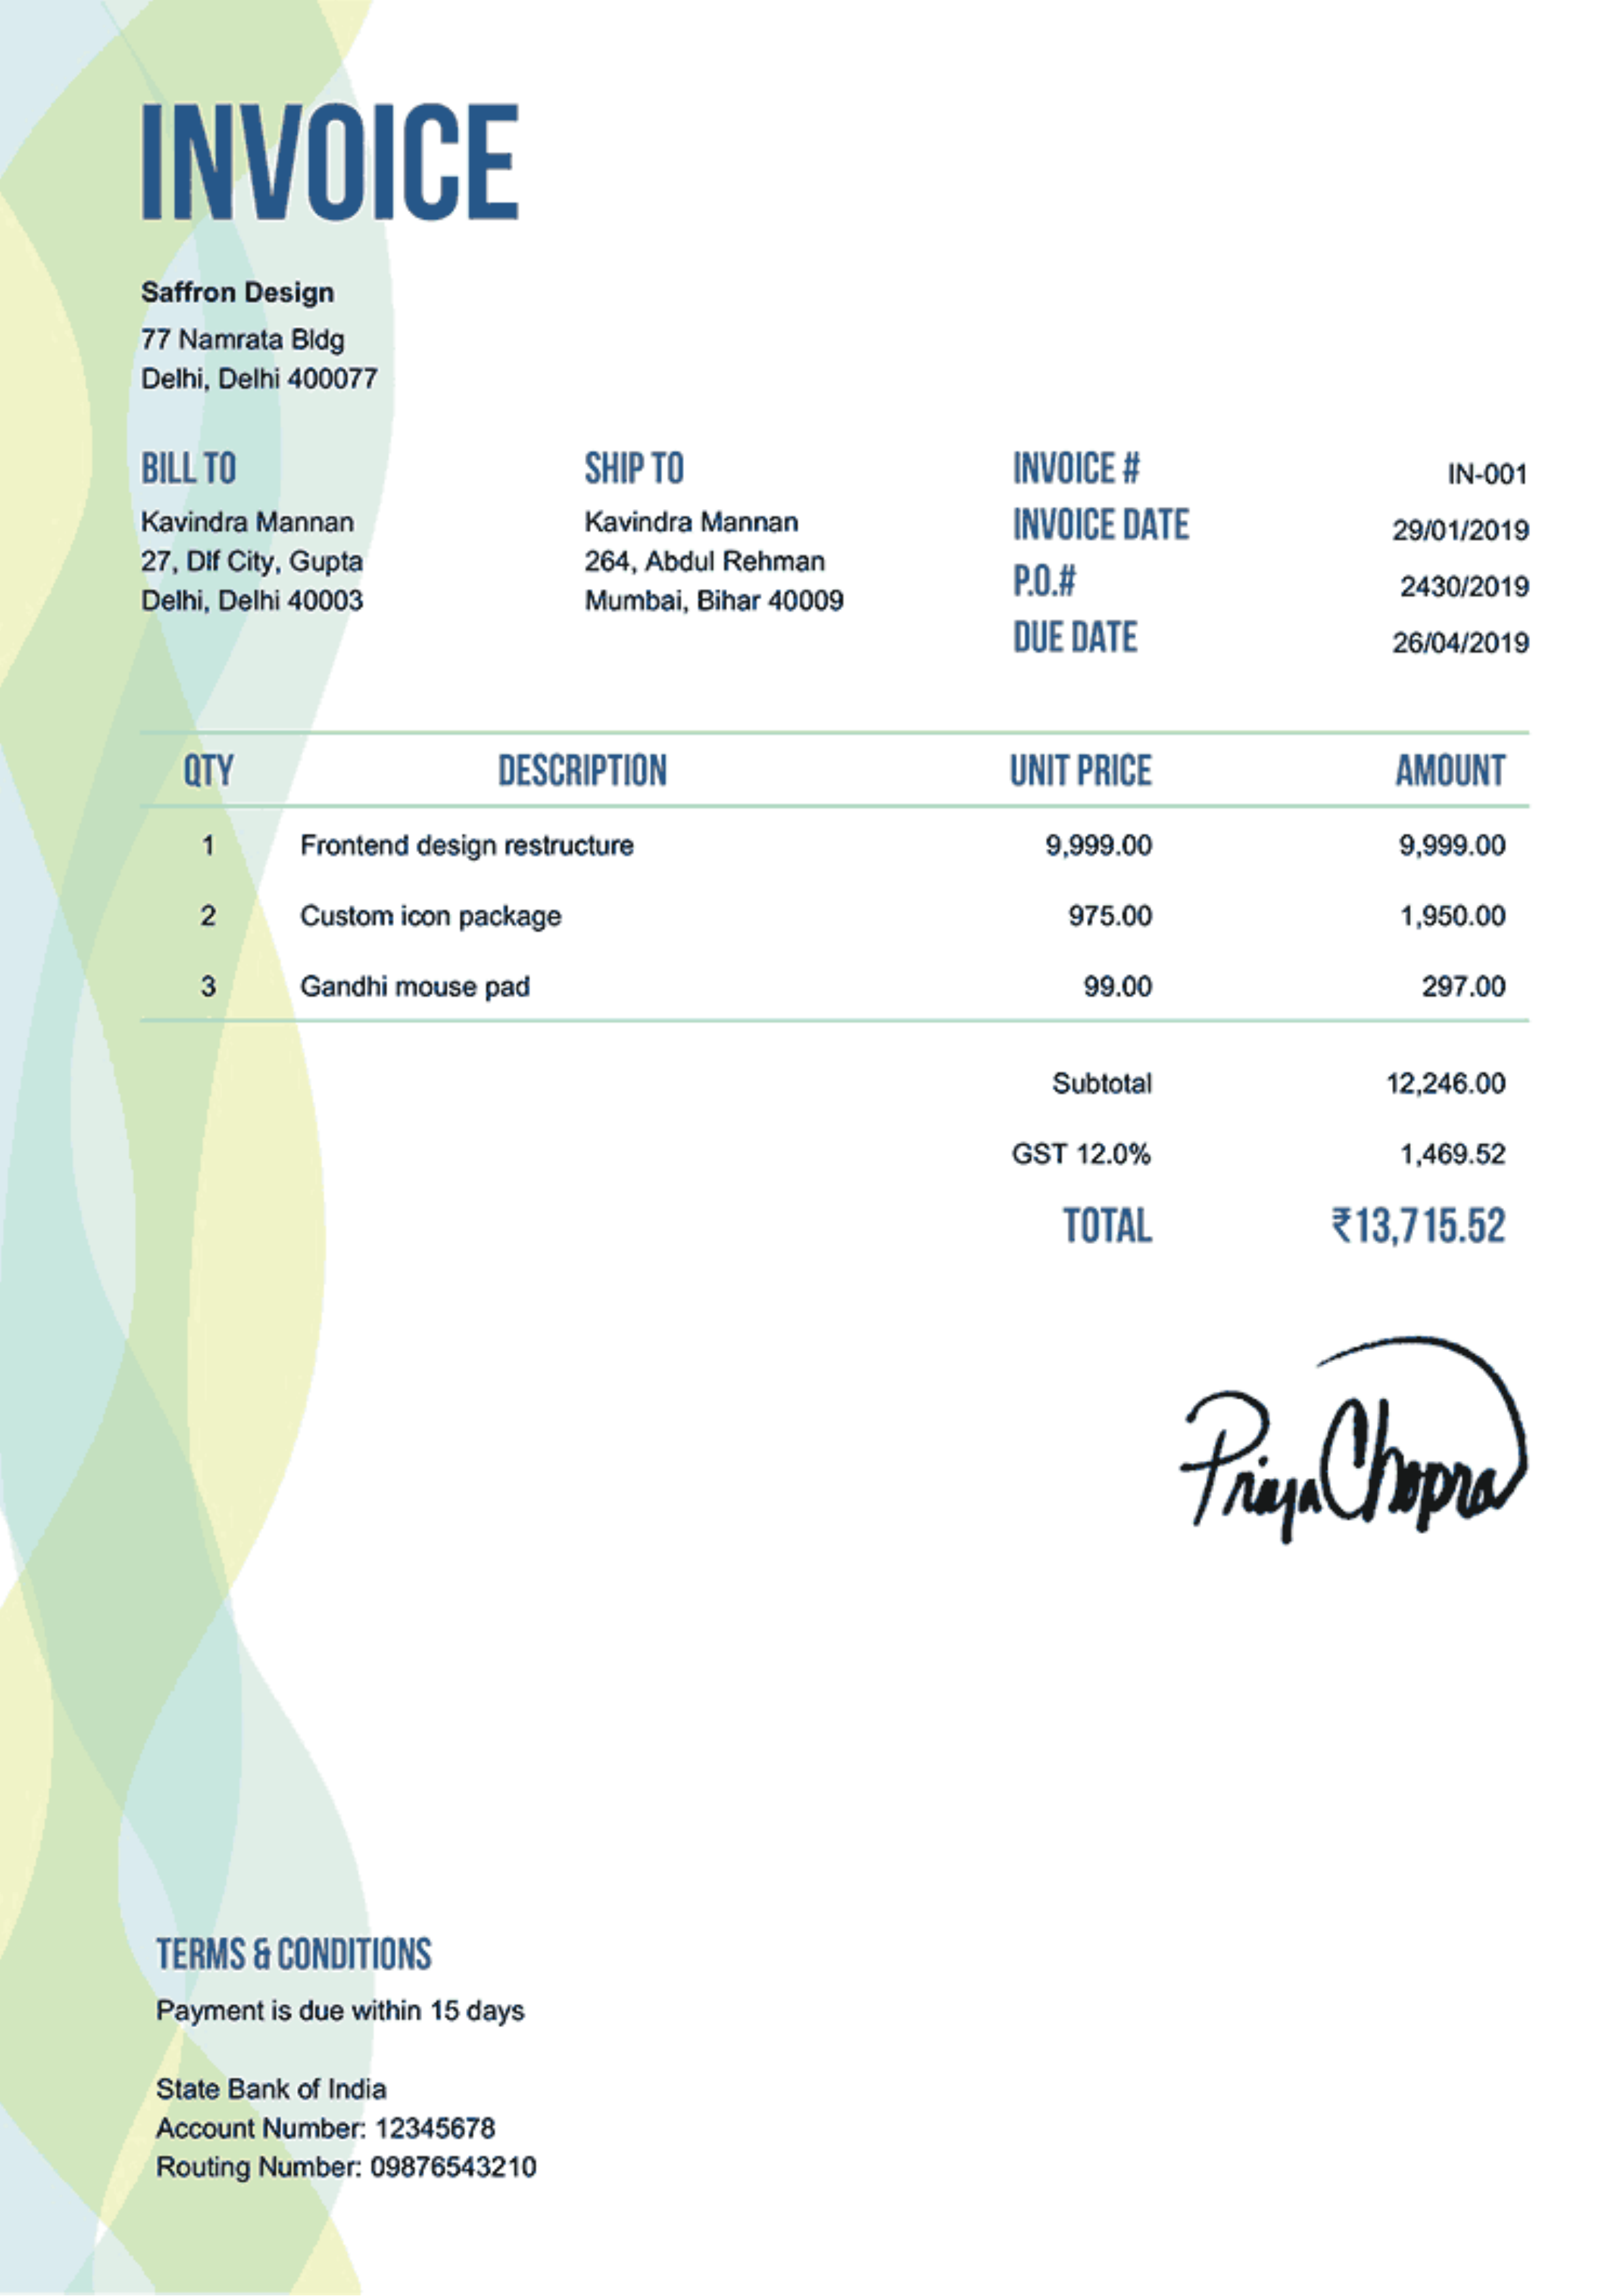 INVOICE
Saffron Design
77 Namrata Bldg
Delhi, Delhi 400077
BILL TO
Kavindra Mannan
27, Dlf City, Gupta
Delhi, Delhi 40003
SHIP TO
Kavindra Mannan
264, Abdul Rehman
Mumbai, Bihar 40009
INVOICE # IN-001
INVOICE DATE 29/01/2019
P.O.# 2430/2019
DUE DATE 26/04/2019
QTY DESCRIPTION UNIT PRICE AMOUNT
1 Frontend design restructure 9,999.00 9,999.00
2 Custom icon package 975.00 1,950.00
3 Gandhi mouse pad 99.00 297.00
Subtotal 12,246.00
GST 12.0% 1,469.52
TOTAL ₹13,715.52
Priya Chopra
TERMS & CONDITIONS
Payment is due within 15 days
State Bank of India
Account Number: 12345678
Routing Number: 09876543210